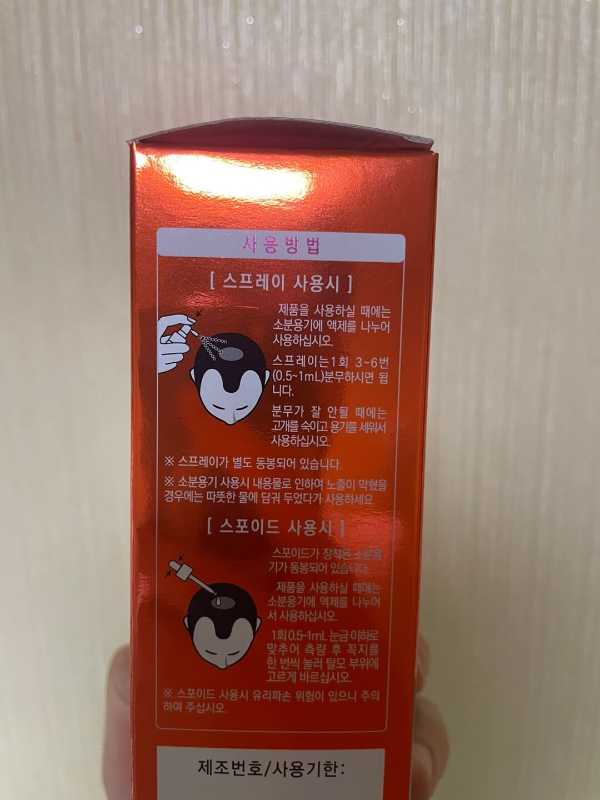 사용방법
[ 스프레이 사용시 ]
제품을 사용하실 때에는
소분용기에 액제를 나누어
사용하십시오.
스프레이는1회 3~6번
(0.5~1mL)분무하시면 됩
니다.
분무가 잘 안될 때에는
고개를 숙이고 용기를 세워서
사용하십시오.
※ 스프레이가 별도 동봉되어 있습니다.
※ 소분용기 사용시 내용물로 인하여 노즐이 막혔을
경우에는 따뜻한 물에 담궈 두었다가 사용하세요.
[ 스포이드 사용시 ]
스포이드가 장착된 소분용
기가 동봉되어 있습니다.
제품을 사용하실 때에는
소분용기에 액제를 나누어
서 사용하십시오.
1회 0.5~1mL 눈금 이하로
맞추어 측량 후 꼭지를
한 번씩 눌러 탈모 부위에
고르게 바르십시오.
※ 스포이드 사용시 유리파손 위험이 있으니 주의
하여 주십시오.
제조번호/사용기한: